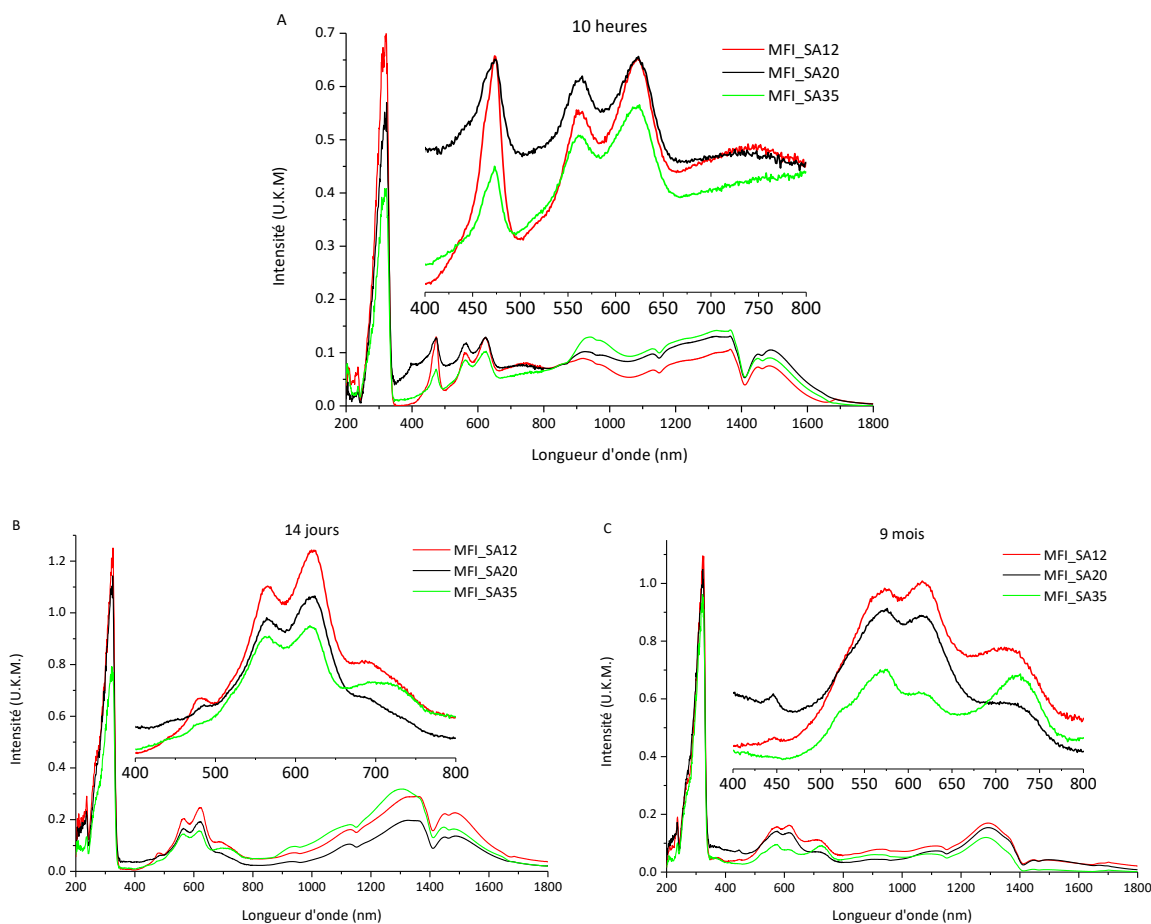 A
10 heures
MFI_SA12
MFI_SA20
MFI_SA35
0.7
0.6
0.5
0.4
0.3
0.2
0.1
0.0
Intensité (U.K.M)
400 450 500 550 600 650 700 750 800
200 400 600 800 1000 1200 1400 1600 1800
Longueur d'onde (nm)
B
14 jours
MFI_SA12
MFI_SA20
MFI_SA35
1.2
1.0
0.8
0.6
0.4
0.2
0.0
Intensité (U.K.M.)
400 500 600 700 800
200 400 600 800 1000 1200 1400 1600 1800
Longueur d'onde (nm)
C
9 mois
MFI_SA12
MFI_SA20
MFI_SA35
1.0
0.8
0.6
0.4
0.2
0.0
Intensité (U.K.M.)
400 450 500 550 600 650 700 750 800
200 400 600 800 1000 1200 1400 1600 1800
Longueur d'onde (nm)